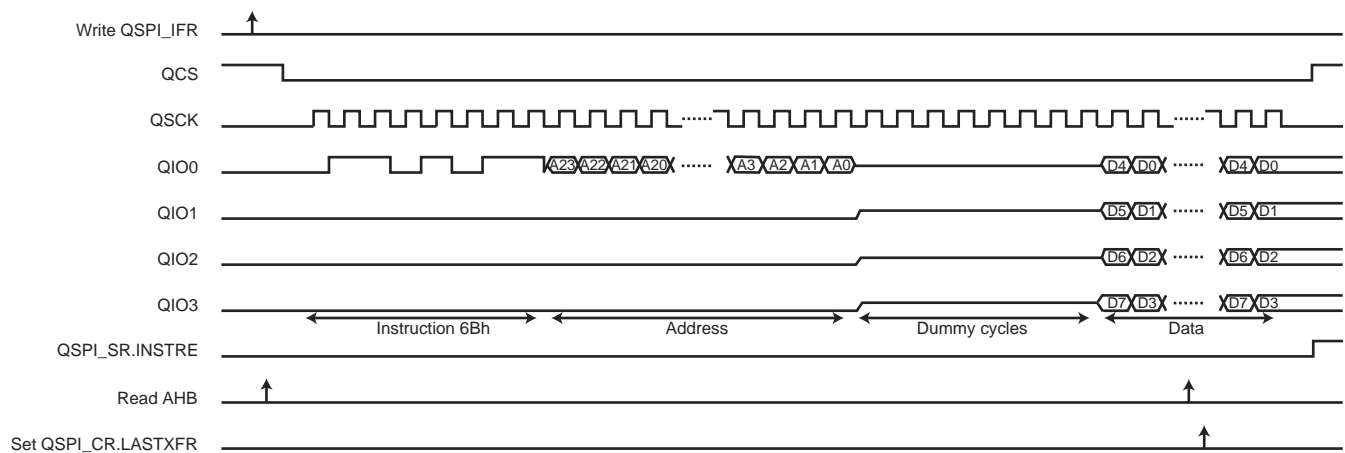 Write QSPI_IFR
QCS
QSCK
QIO0 A23 A22 A21 A20 A3 A2 A1 A0 D4 D0 D4 D0
QIO1 D5 D1 D5 D1
QIO2 D6 D2 D6 D2
QIO3 D7 D3 D7 D3
Instruction 6Bh Address Dummy cycles Data
QSPI_SR.INSTRE
Read AHB
Set QSPI_CR.LASTXFR